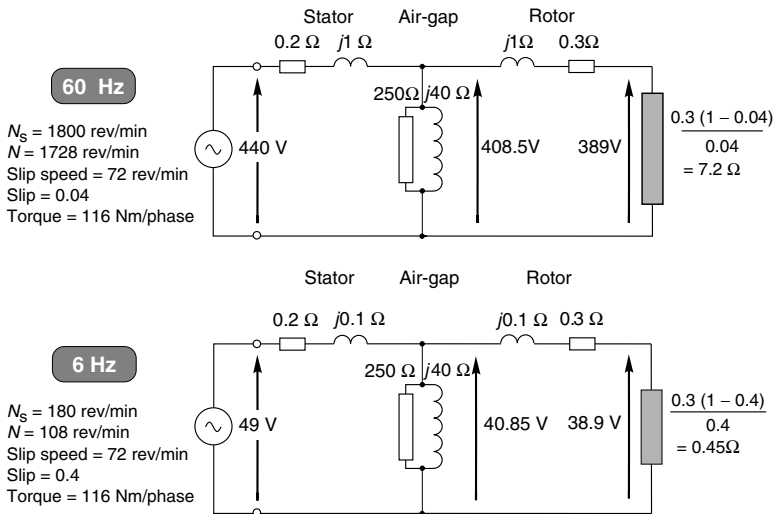 Stator Air-gap Rotor
0.2 Ω j1 Ω j1Ω 0.3Ω
60 Hz
NS = 1800 rev/min
N = 1728 rev/min
Slip speed = 72 rev/min
Slip = 0.04
Torque = 116 Nm/phase
440 V
250Ω j40 Ω
408.5V
389V
0.3 (1 – 0.04)
0.04
= 7.2 Ω
Stator Air-gap Rotor
0.2 Ω j0.1 Ω j0.1 Ω 0.3 Ω
6 Hz
NS = 180 rev/min
N = 108 rev/min
Slip speed = 72 rev/min
Slip = 0.4
Torque = 116 Nm/phase
49 V
250 Ω j40 Ω
40.85 V
38.9 V
0.3 (1 – 0.4)
0.4
= 0.45Ω